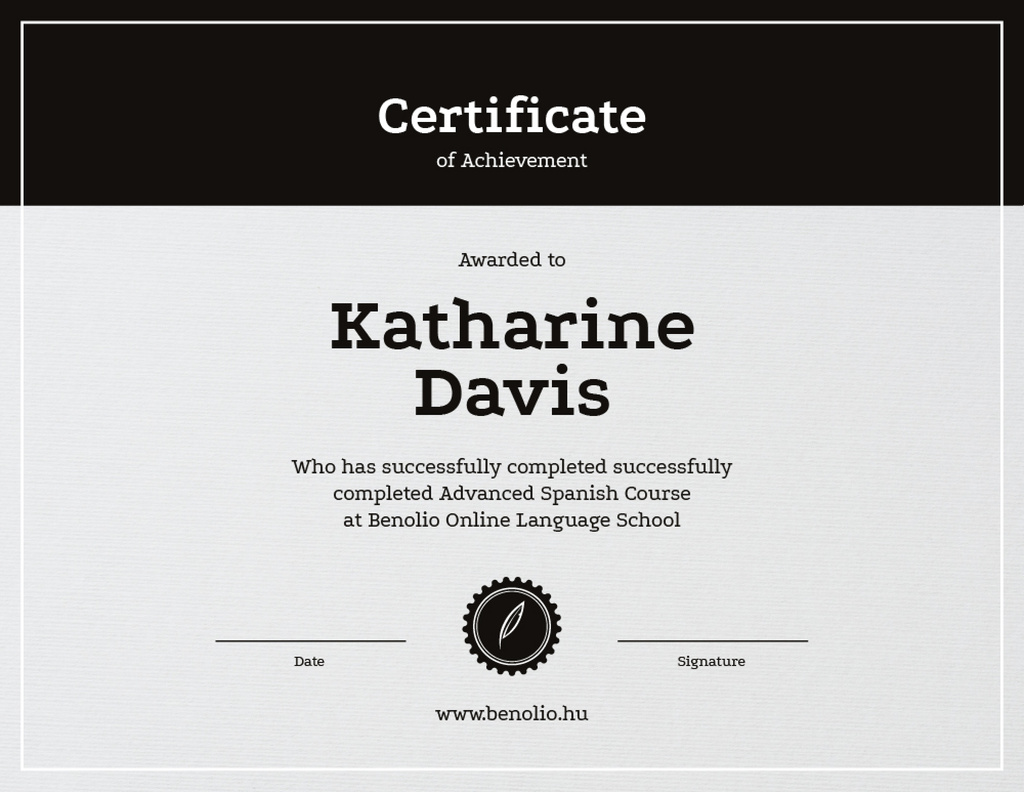 Certificate
of Achievement
Awarded to
Katharine
Davis
Who has successfully completed successfully
completed Advanced Spanish Course
at Benolio Online Language School
Date
Signature
www.benolio.hu